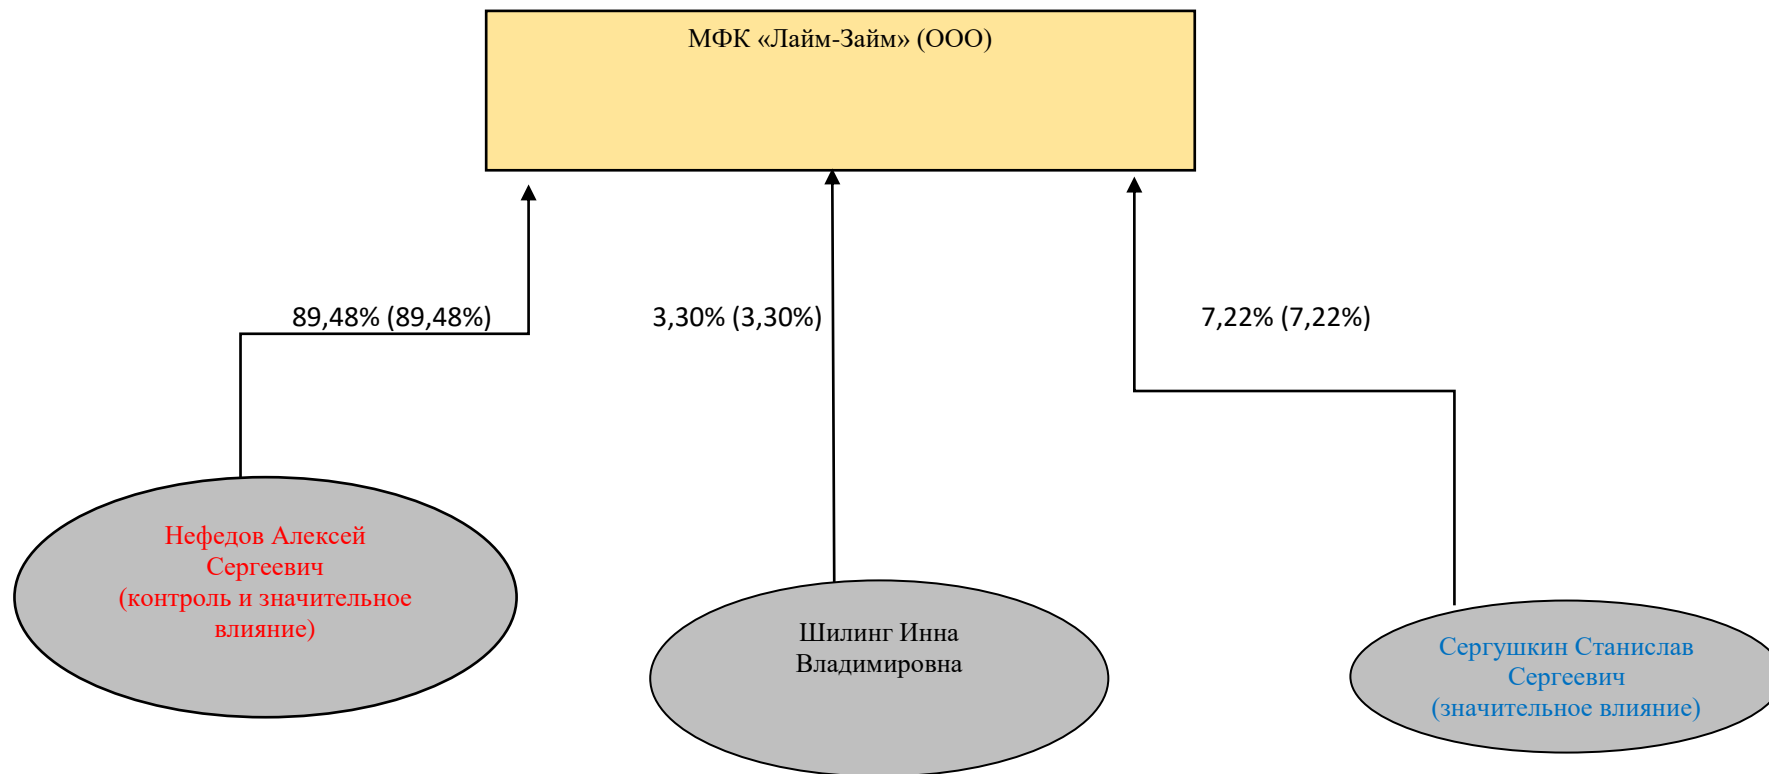 МФК «Лайм-Займ» (ООО)
89,48% (89,48%)
3,30% (3,30%)
7,22% (7,22%)
Нефедов Алексей
Сергеевич
(контроль и значительное
влияние)
Шилинг Инна
Владимировна
Сергушкин Станислав
Сергеевич
(значительное влияние)